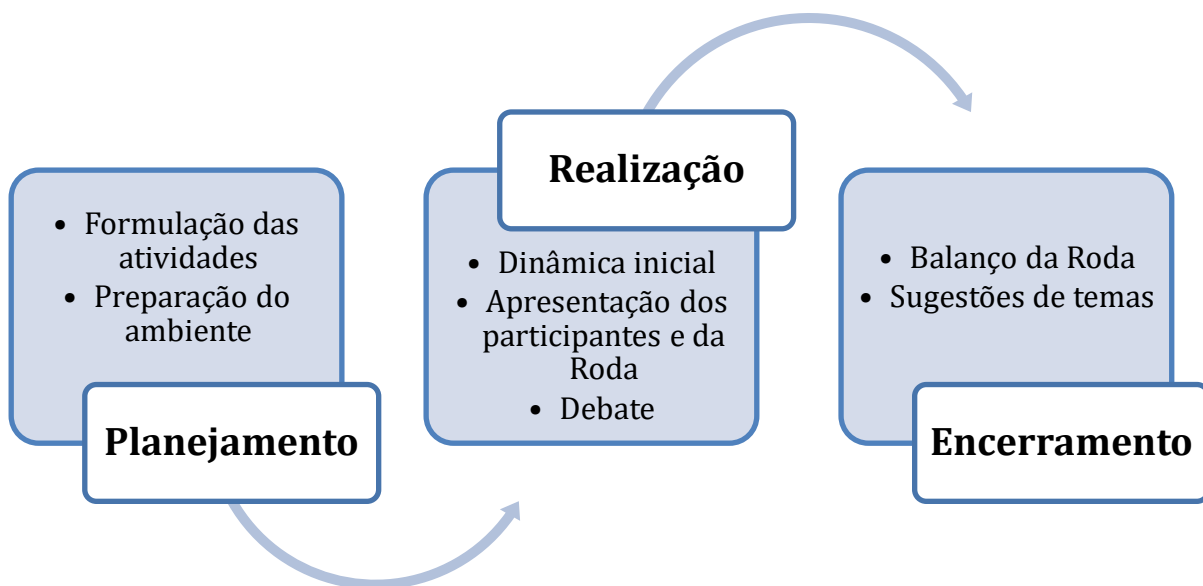 • Formulação das
atividades
• Preparação do
ambiente
Planejamento
Realização
• Dinâmica inicial
• Apresentação dos
participantes e da
Roda
• Debate
• Balanço da Roda
• Sugestões de temas
Encerramento